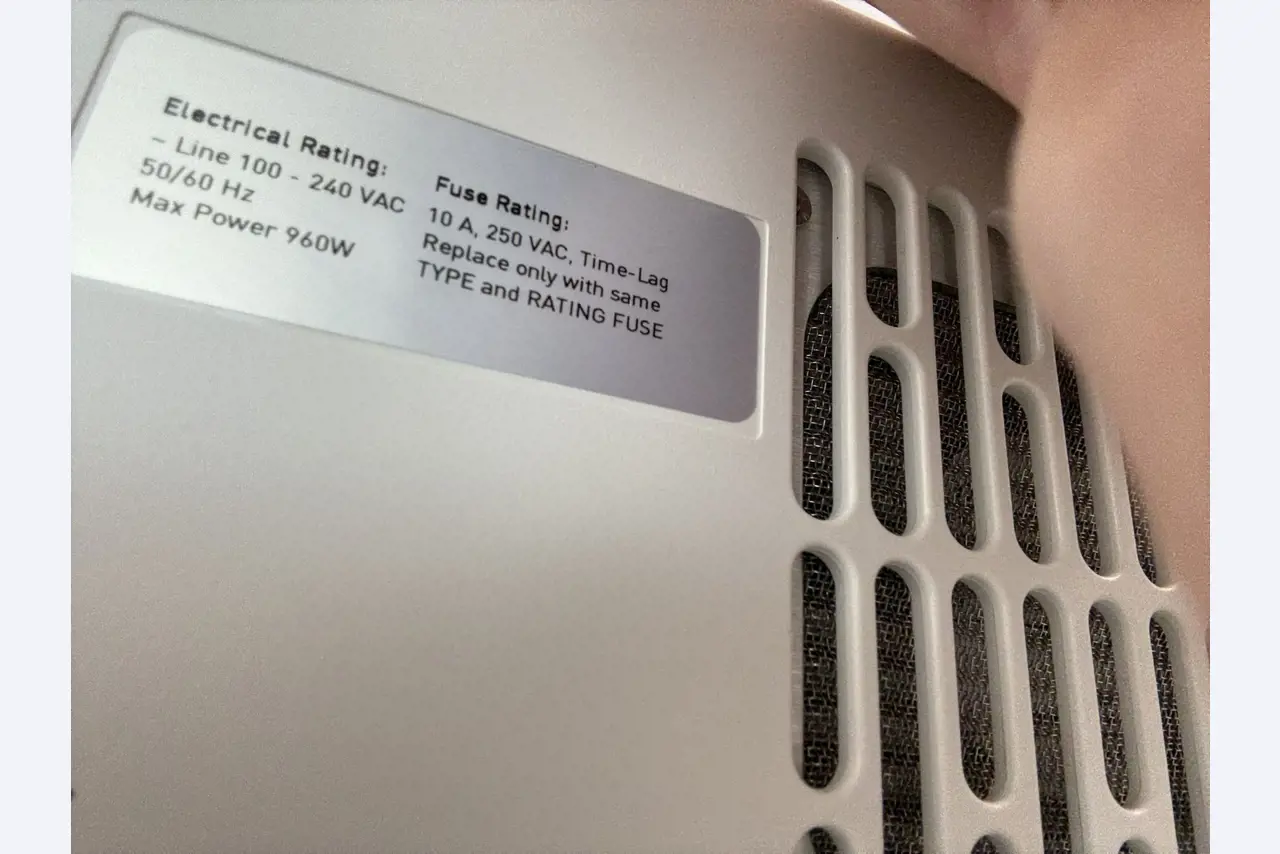 Electrical Rating:
~ Line 100 - 240 VAC
50/60 Hz
Max Power 960W
Fuse Rating:
10 A, 250 VAC, Time-Lag
Replace only with same
TYPE and RATING FUSE